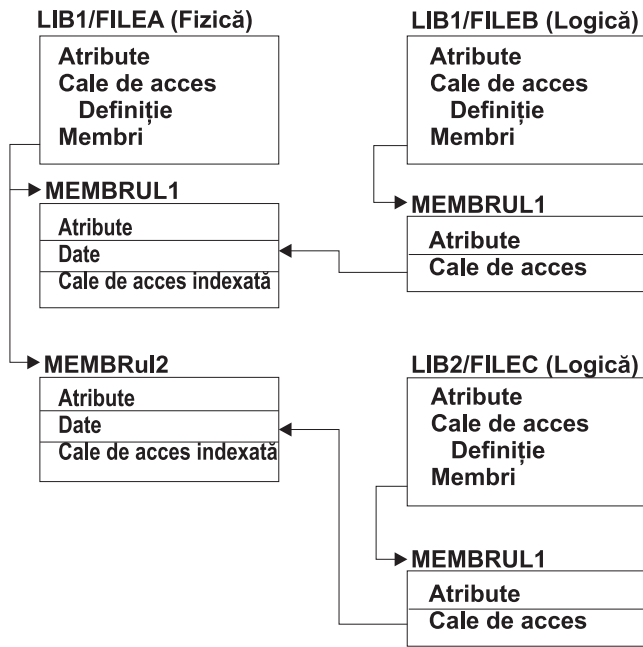 LIB1/FILEA (Fizică)
Atribute
Cale de acces
Definiție
Membri
MEMBRUL1
Atribute
Date
Cale de acces indexată
MEMBRul2
Atribute
Date
Cale de acces indexată
LIB1/FILEB (Logică)
Atribute
Cale de acces
Definiție
Membri
MEMBRUL1
Atribute
Cale de acces
LIB2/FILEC (Logică)
Atribute
Cale de acces
Definiție
Membri
MEMBRUL1
Atribute
Cale de acces